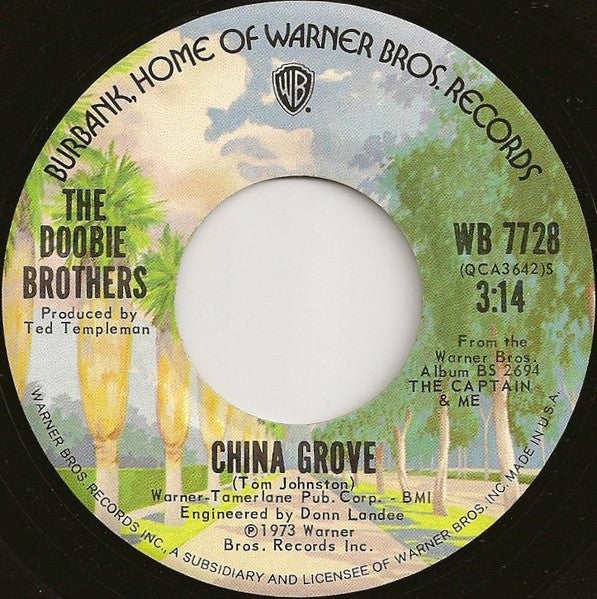 BURBANK, HOME OF WARNER BROS. RECORDS
WB
THE
DOOBIE
BROTHERS
Produced by
Ted Templeman
WB 7728
(QCA3642)S
3:14
From the
Warner Bros.
Album BS 2694
THE CAPTAIN
& ME
CHINA GROVE
(Tom Johnston)
Warner-Tamerlane Pub. Corp. - BMI
Engineered by Donn Landee
℗1973 Warner
Bros. Records Inc.
WARNER BROS. RECORDS INC., A SUBSIDIARY AND LICENSEE OF WARNER BROS. INC. MADE IN U.S.A.